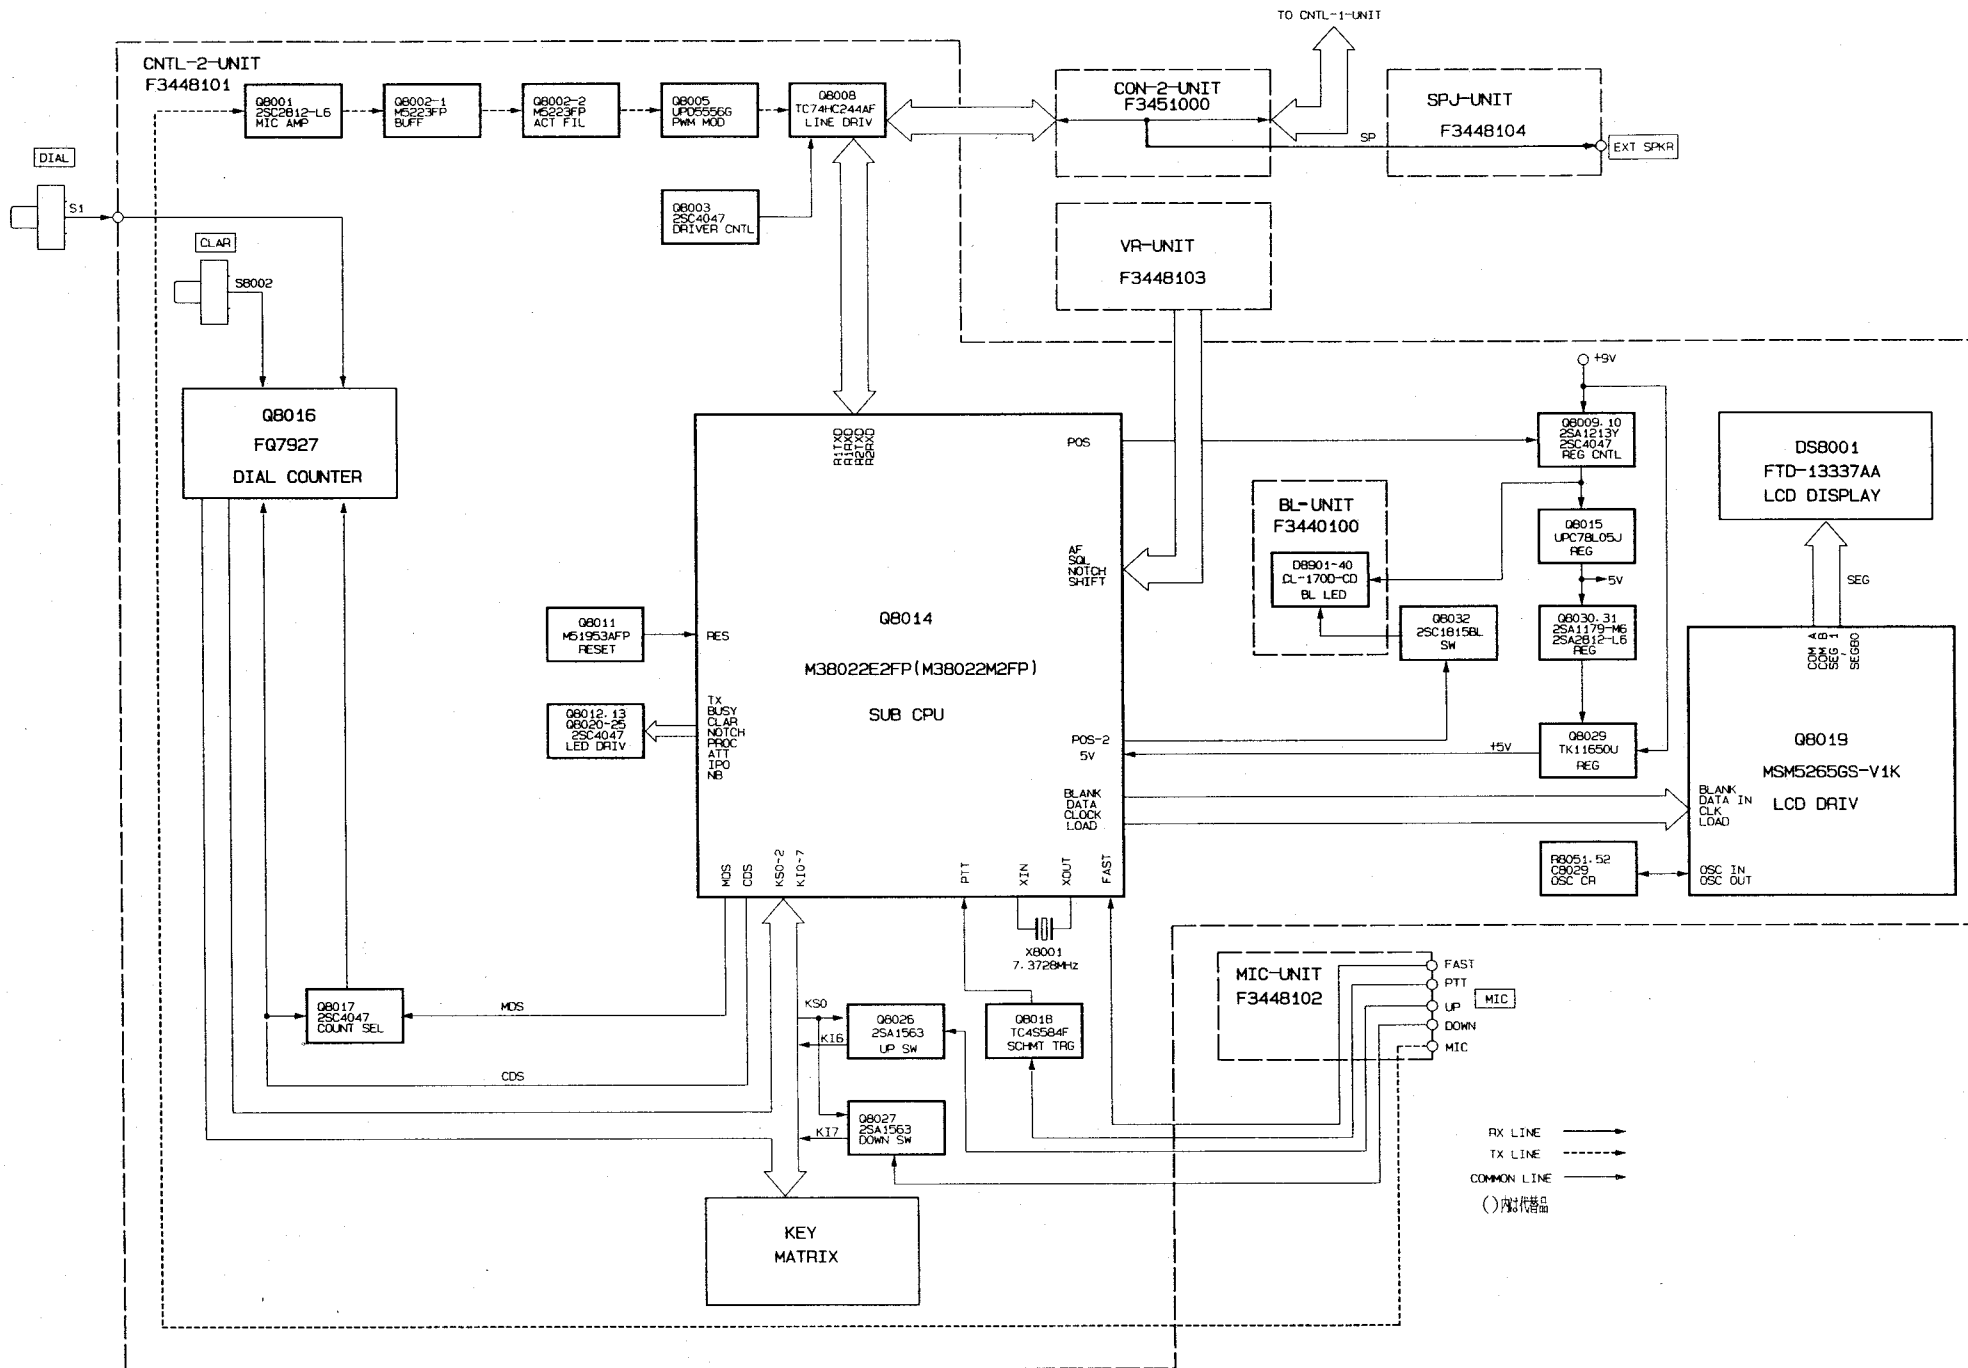 TO CNTL-1-UNIT
CNTL-2-UNIT
F3448101
Q8001
2SC2812-L6
MIC AMP
Q8002-1
M5223FP
BUFF
Q8002-2
M5223FP
ACT FIL
Q8005
UPD5556G
PWM MOD
Q8008
TC74HC244AF
LINE DRIV
CON-2-UNIT
F3451000
SPJ-UNIT
F3448104
SP
EXT SPKR
DIAL
S1
Q8003
2SC4047
DRIVER CNTL
CLAR
S8002
VR-UNIT
F3448103
+9V
Q8016
FQ7927
DIAL COUNTER
R1TXD
R1RXD
R2TXD
R2RXD
POS
Q8009.10
2SA1213Y
2SC4047
REG CNTL
DS8001
FTD-13337AA
LCD DISPLAY
BL-UNIT
F3440100
Q8015
UPC78L05J
REG
AF
SQL
NOTCH
SHIFT
D8901-40
CL-170D-CD
BL LED
5V
SEG
Q8011
M51953AFP
RESET
RES
Q8014
M38022E2FP(M38022M2FP)
SUB CPU
Q8032
2SC1815BL
SW
Q8030.31
2SA1179-M6
2SA2812-L6
REG
COM A
COM B
SEG 1
/
SEG80
Q8012.13
Q8020-25
2SC4047
LED DRIV
TX
BUSY
CLAR
NOTCH
PROC
ATT
IPO
NB
POS-2
5V
+5V
Q8029
TK11650U
REG
Q8019
MSM5265GS-V1K
LCD DRIV
BLANK
DATA
CLOCK
LOAD
BLANK
DATA IN
CLK
LOAD
MDS
CDS
KS0-2
KI0-7
PTT
XIN
XOUT
FAST
R8051.52
C8029
OSC CR
OSC IN
OSC OUT
X8001
7.3728MHz
MIC-UNIT
F3448102
FAST
PTT
UP
DOWN
MIC
MIC
Q8017
2SC4047
COUNT SEL
MDS
KS0
Q8026
2SA1563
UP SW
KI6
Q8018
TC4S584F
SCHMT TRG
CDS
KI7
Q8027
2SA1563
DOWN SW
RX LINE
TX LINE
COMMON LINE
()内は代替品
KEY
MATRIX